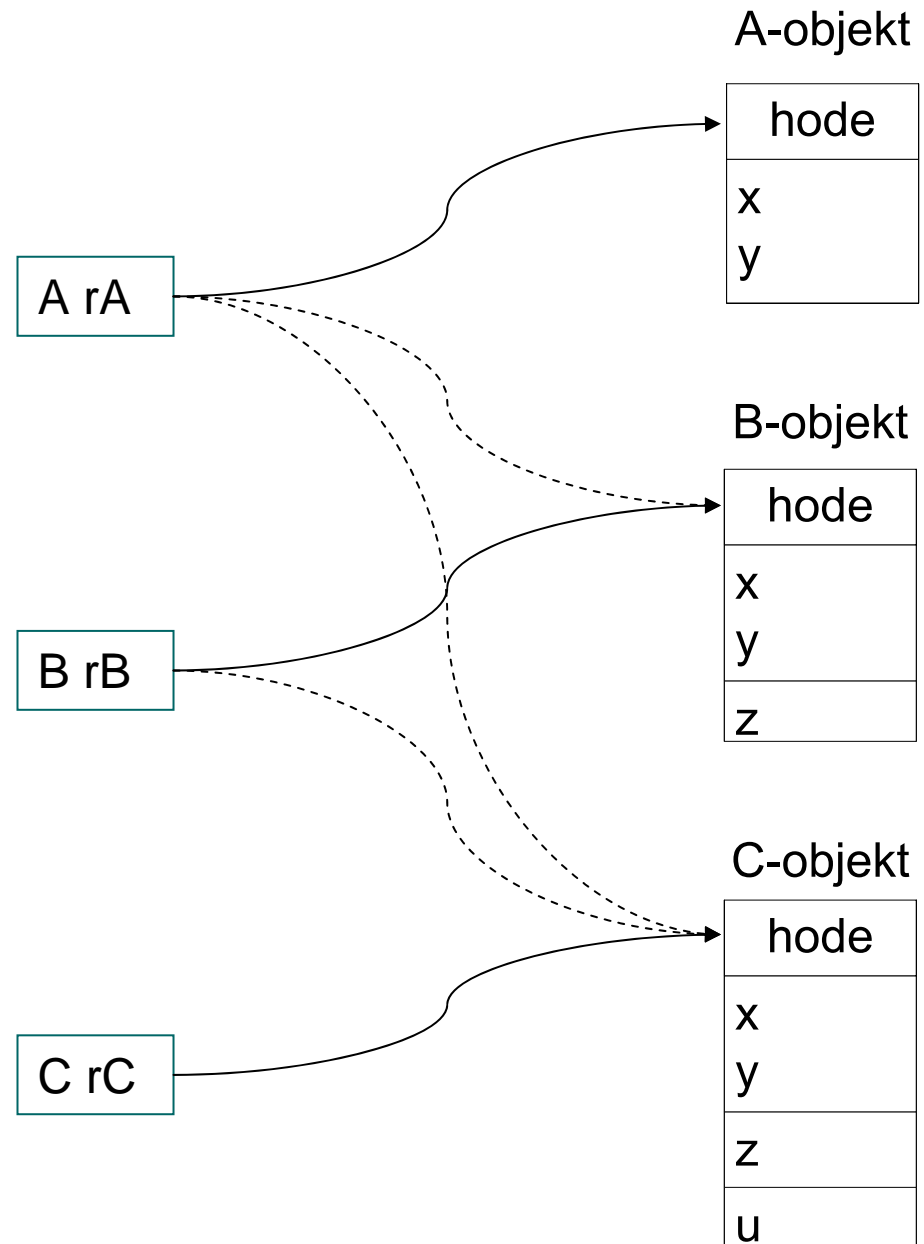 A-objekt
hode
x
y
A rA
B-objekt
hode
x
y
z
B rB
C-objekt
hode
x
y
z
u
C rC